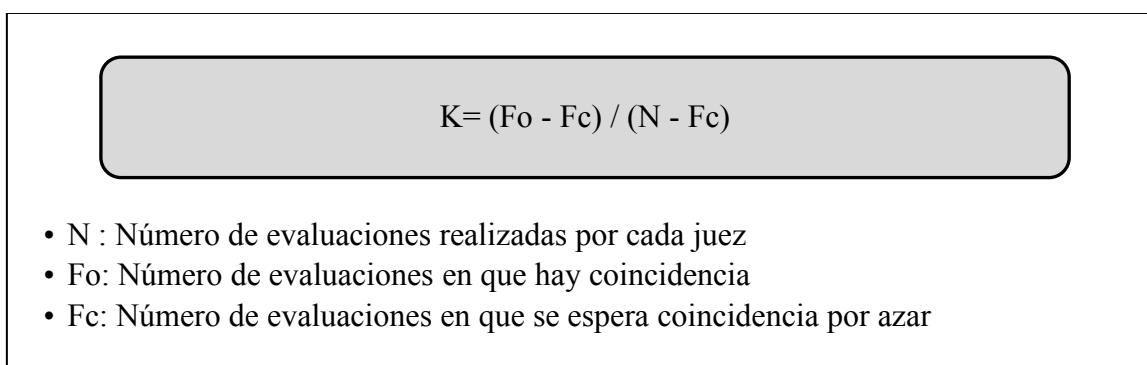 K= (Fo - Fc) / (N - Fc)
• N : Número de evaluaciones realizadas por cada juez
• Fo: Número de evaluaciones en que hay coincidencia
• Fc: Número de evaluaciones en que se espera coincidencia por azar